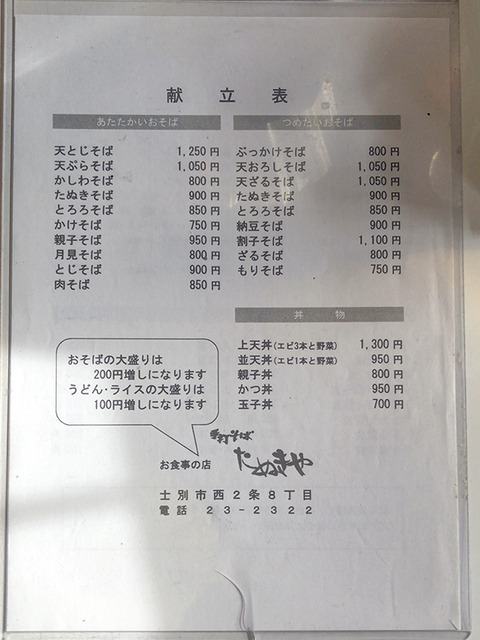 献立表
あたたかいおそば
天とじそば 1,250円
天ぷらそば 1,050円
かしわそば 800円
たぬきそば 900円
とろろそば 850円
かけそば 750円
親子そば 950円
月見そば 800円
とじそば 900円
肉そば 850円
つめたいおそば
ぶっかけそば 800円
天おろしそば 1,050円
天ざるそば 1,050円
たぬきそば 900円
とろろそば 850円
納豆そば 900円
割子そば 1,100円
ざるそば 800円
もりそば 750円
丼物
上天丼(エビ3本と野菜) 1,300円
並天丼(エビ1本と野菜) 950円
親子丼 800円
かつ丼 950円
玉子丼 700円
おそばの大盛りは
200円増しになります
うどん・ライスの大盛りは
100円増しになります
手打そば
お食事の店 たぬきや
士別市西2条8丁目
電話 23-2322